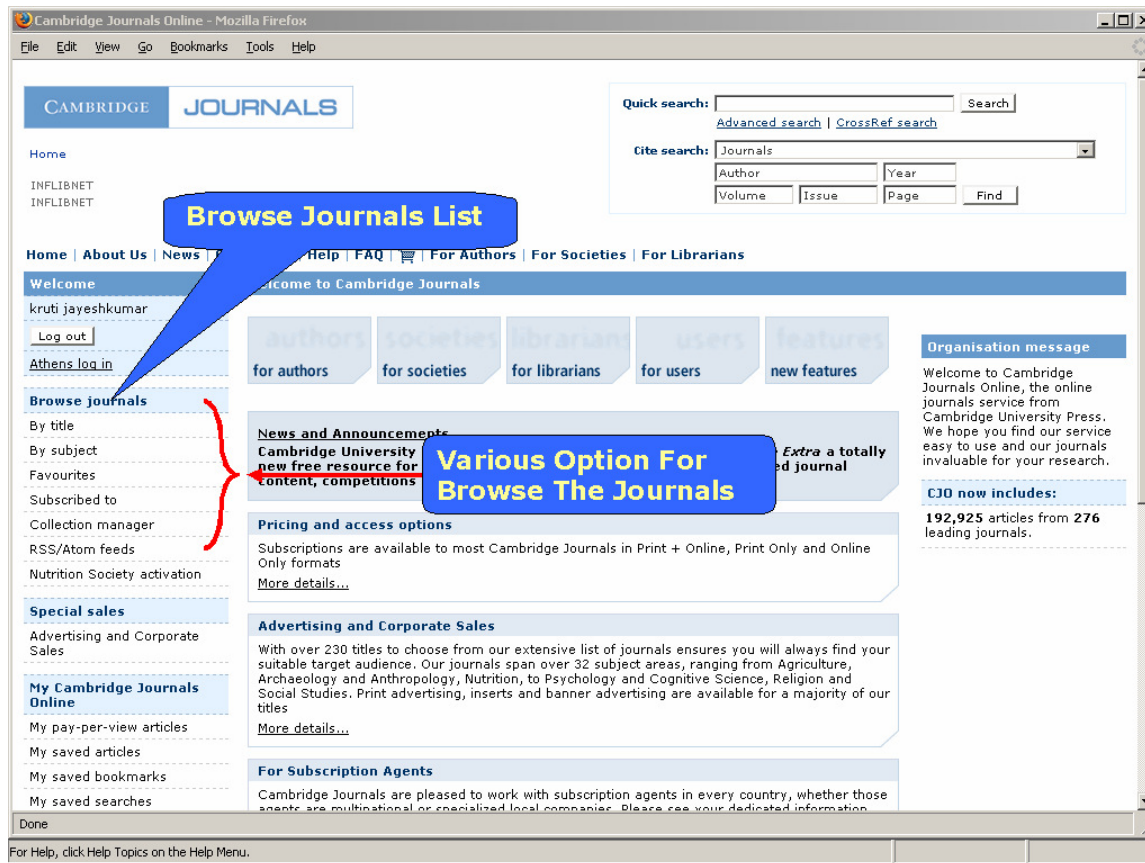 Cambridge Journals Online - Mozilla Firefox
File Edit View Go Bookmarks Tools Help
CAMBRIDGE JOURNALS
Quick search: Search
Advanced search | CrossRef search
Home
Cite search: Journals
Author Year
Volume Issue Page Find
INFLIBNET
INFLIBNET
Browse Journals List
Home | About Us | News | Help | FAQ | For Authors | For Societies | For Librarians
Welcome
kruti jayeshkumar
Log out
Athens log in
Browse journals
By title
By subject
Favourites
Subscribed to
Collection manager
RSS/Atom feeds
Nutrition Society activation
Special sales
Advertising and Corporate
Sales
My Cambridge Journals
Online
My pay-per-view articles
My saved articles
My saved bookmarks
My saved searches
to Cambridge Journals
authors societies librarians users features
for authors for societies for librarians for users new features
News and Announcements
Cambridge University Extra a totally
new free resource for journal
content, competitions
Various Option For
Browse The Journals
Pricing and access options
Subscriptions are available to most Cambridge Journals in Print + Online, Print Only and Online
Only formats
More details...
Advertising and Corporate Sales
With over 230 titles to choose from our extensive list of journals ensures you will always find your
suitable target audience. Our journals span over 32 subject areas, ranging from Agriculture,
Archaeology and Anthropology, Nutrition, to Psychology and Cognitive Science, Religion and
Social Studies. Print advertising, inserts and banner advertising are available for a majority of our
titles
More details...
For Subscription Agents
Cambridge Journals are pleased to work with subscription agents in every country, whether those
agents are multinational or specialized local companies. Please see your dedicated information
Organisation message
Welcome to Cambridge
Journals Online, the online
journals service from
Cambridge University Press.
We hope you find our service
easy to use and our journals
invaluable for your research.
CJO now includes:
192,925 articles from 276
leading journals.
Done
For Help, click Help Topics on the Help Menu.